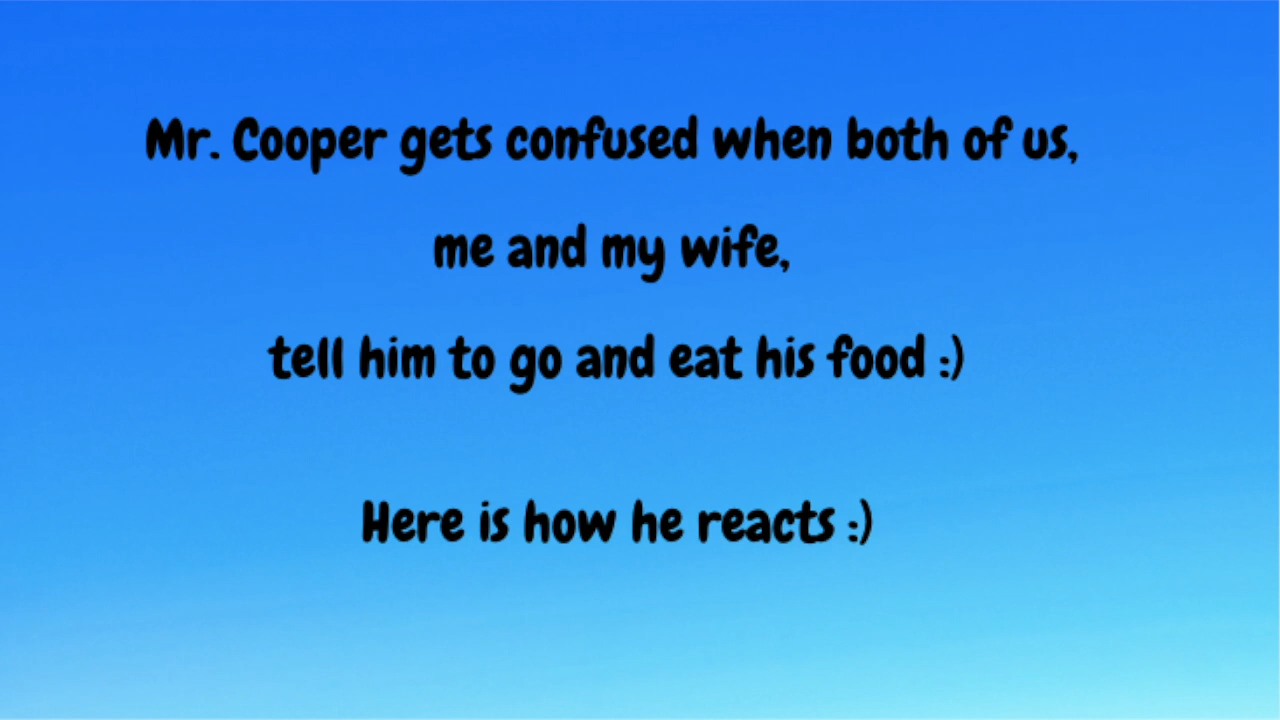 Mr. Cooper gets confused when both of us,
me and my wife,
tell him to go and eat his food :)
Here is how he reacts :)